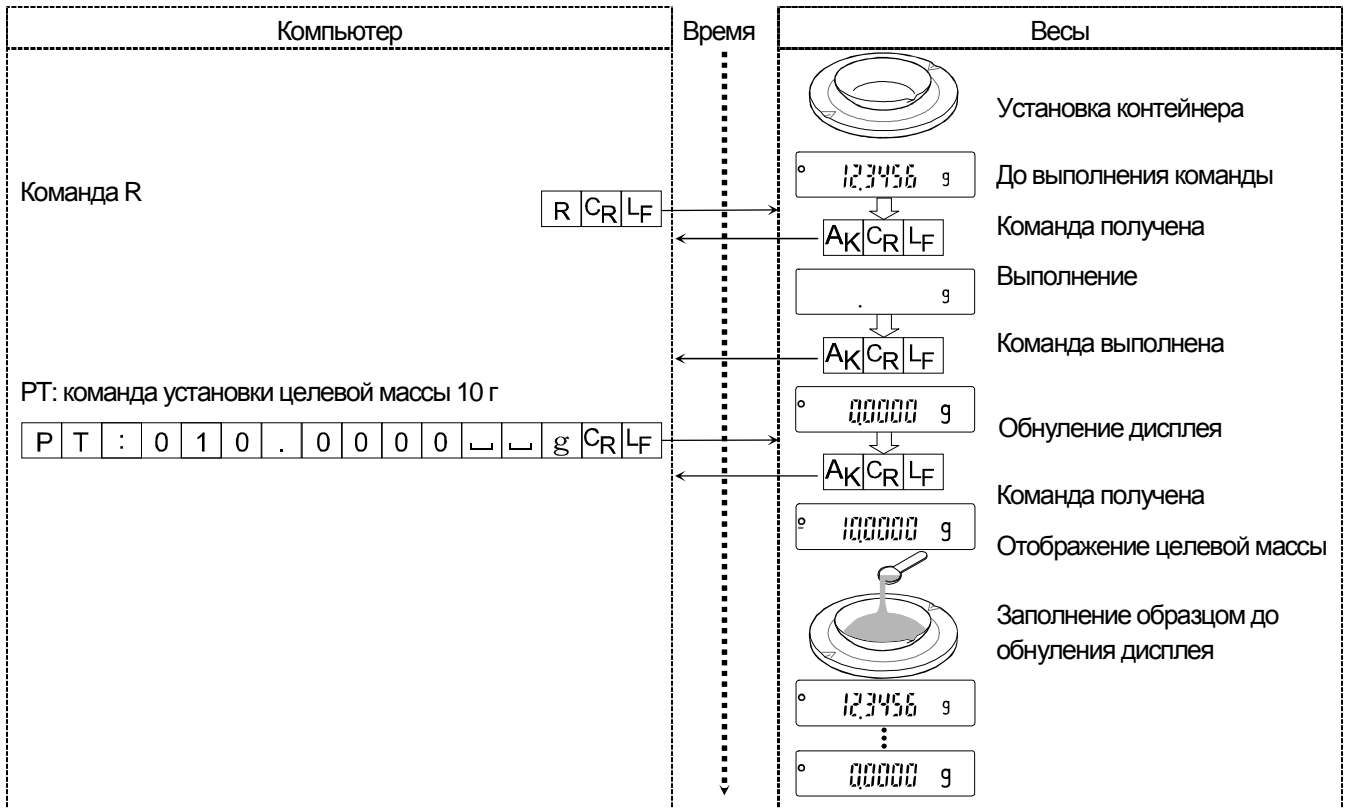 Компьютер
Время
Весы
Установка контейнера
12.3456 g
До выполнения команды
Команда R
R CR LF
AK CR LF
Команда получена
. g
Выполнение
AK CR LF
Команда выполнена
PT: команда установки целевой массы 10 г
0.0000 g
Обнуление дисплея
P T : 0 1 0 . 0 0 0 0 ⎵ ⎵ g CR LF
AK CR LF
Команда получена
10.0000 g
Отображение целевой массы
Заполнение образцом до
обнуления дисплея
12.3456 g
0.0000 g